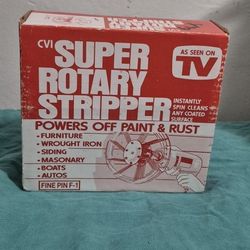 CVI SUPER
ROTARY
STRIPPER
AS SEEN ON
TV
INSTANTLY
SPIN CLEANS
ANY COATED
SURFACE
POWERS OFF PAINT & RUST
• FURNITURE
• WROUGHT IRON
• SIDING
• MASONARY
• BOATS
• AUTOS
FINE PIN F-1